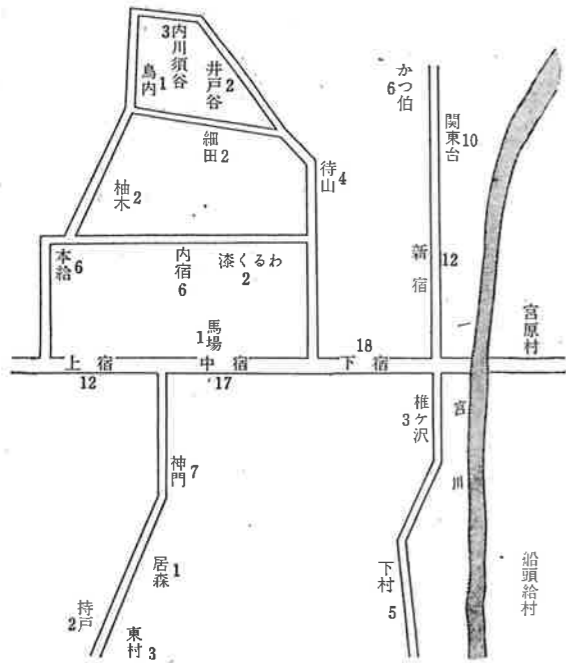 内川須谷
3
鳥内 1
井戸谷
2
細田 2
待山 4
柚木 2
かつ伯
6
関東台 10
本給 6
内宿
6
漆くるわ
2
新宿 12
宮原村
馬場
1
上宿
12
中宿
17
下宿
18
椎ケ沢
3
宮川
神門 7
居森 1
持戸
2
東村 3
下村
5
船頭給村